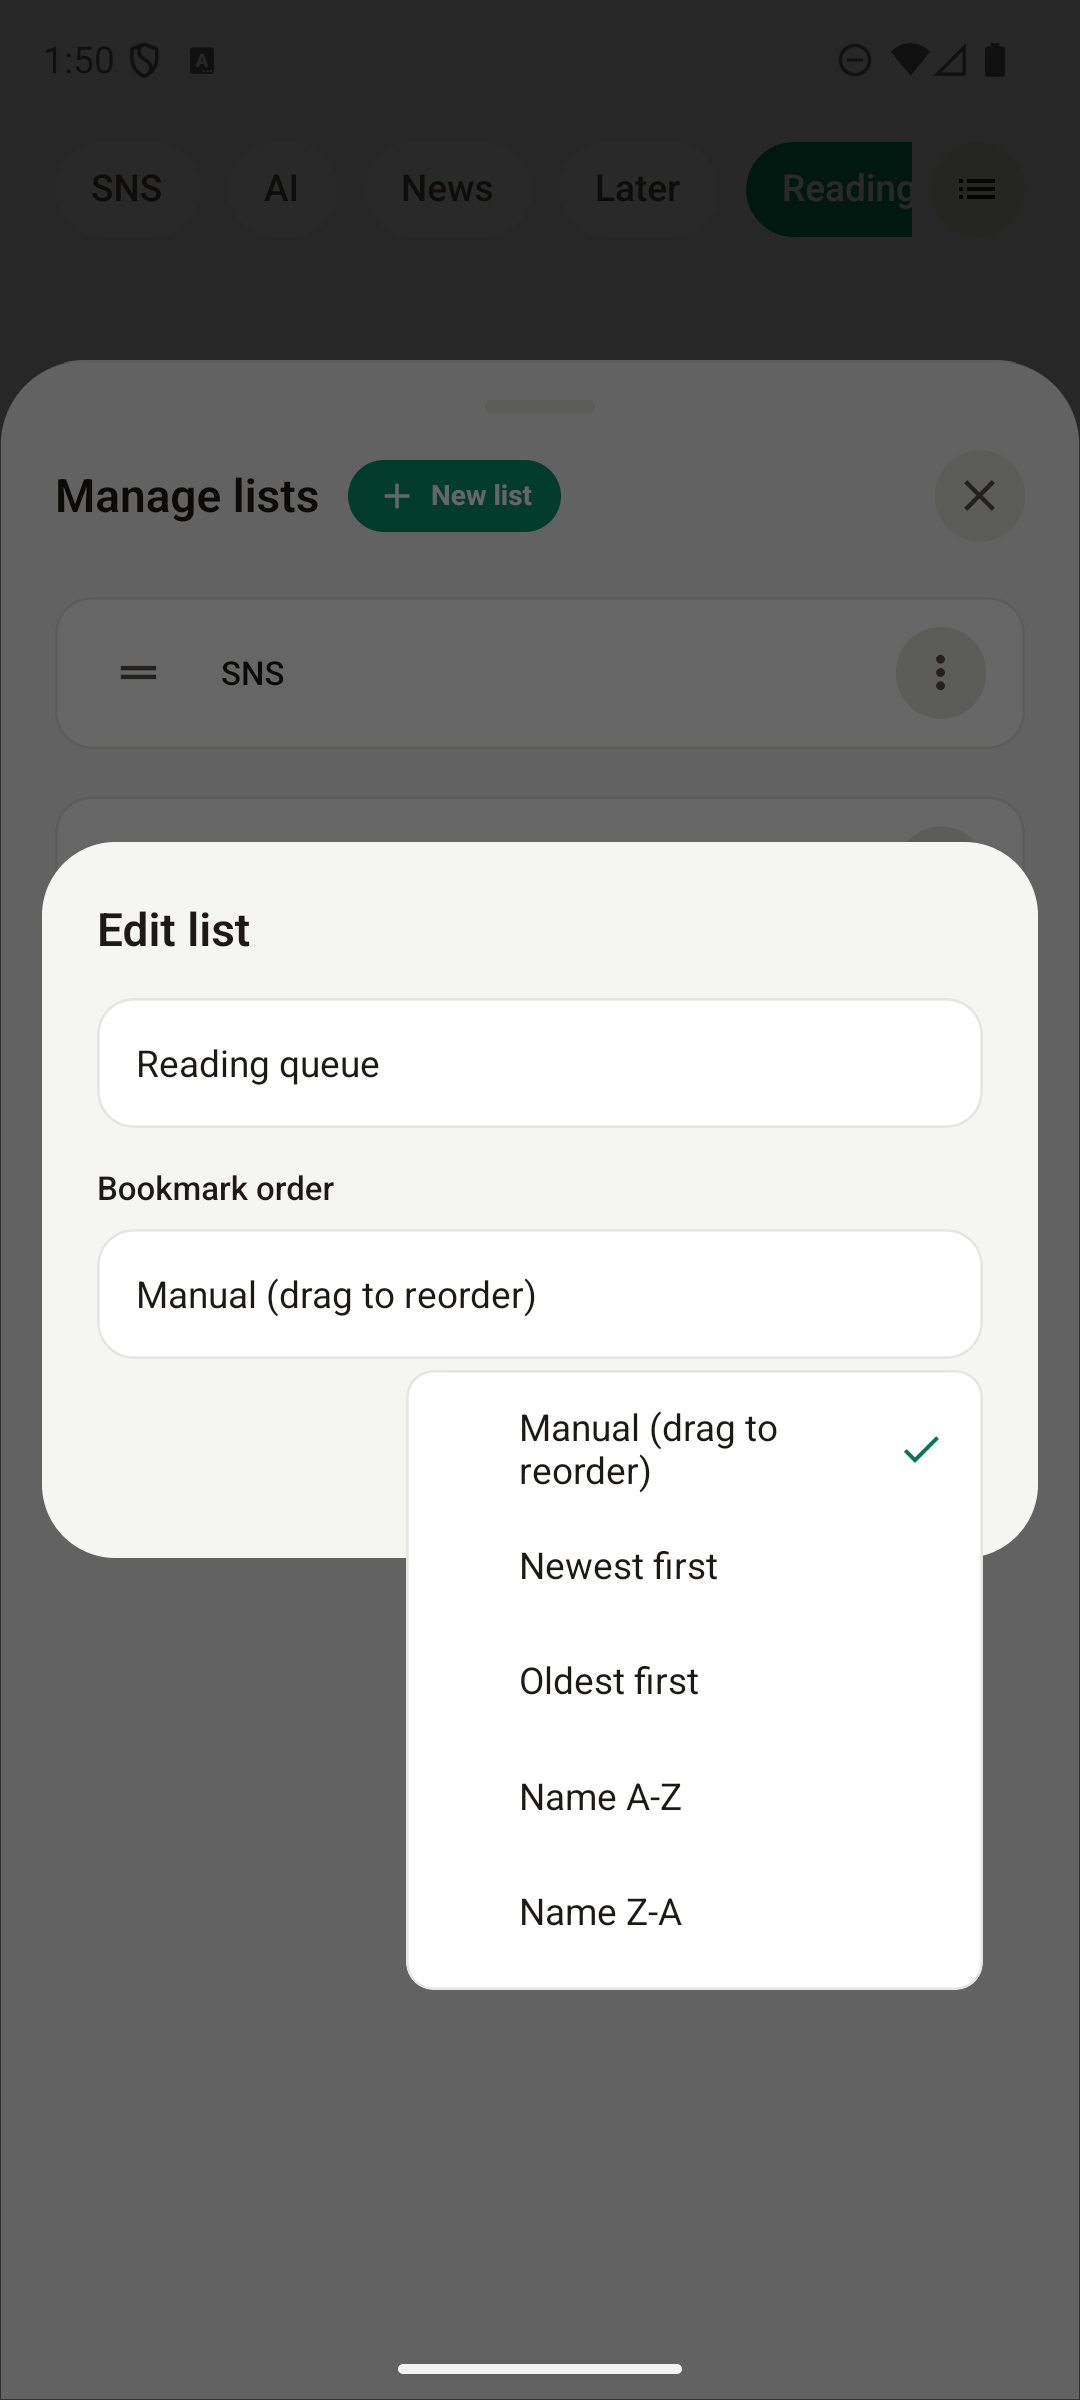 1:50
SNS
AI
News
Later
Reading
Manage lists
New list
SNS
Edit list
Reading queue
Bookmark order
Manual (drag to reorder)
Manual (drag to
reorder)
Newest first
Oldest first
Name A-Z
Name Z-A